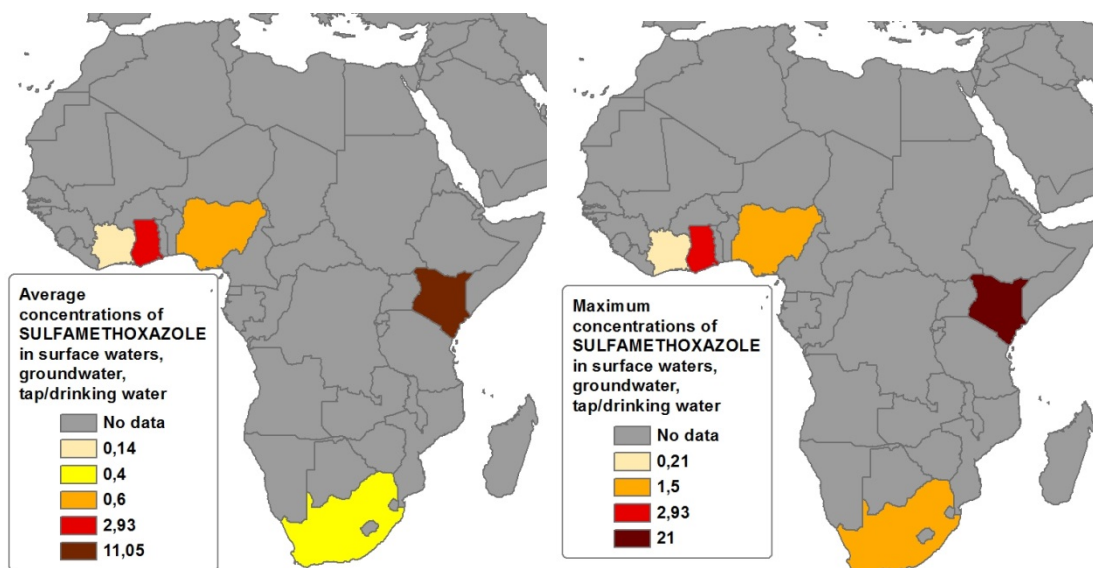 Average
concentrations of
SULFAMETHOXAZOLE
in surface waters,
groundwater,
tap/drinking water
No data
0,14
0,4
0,6
2,93
11,05
Maximum
concentrations of
SULFAMETHOXAZOLE
in surface waters,
groundwater,
tap/drinking water
No data
0,21
1,5
2,93
21